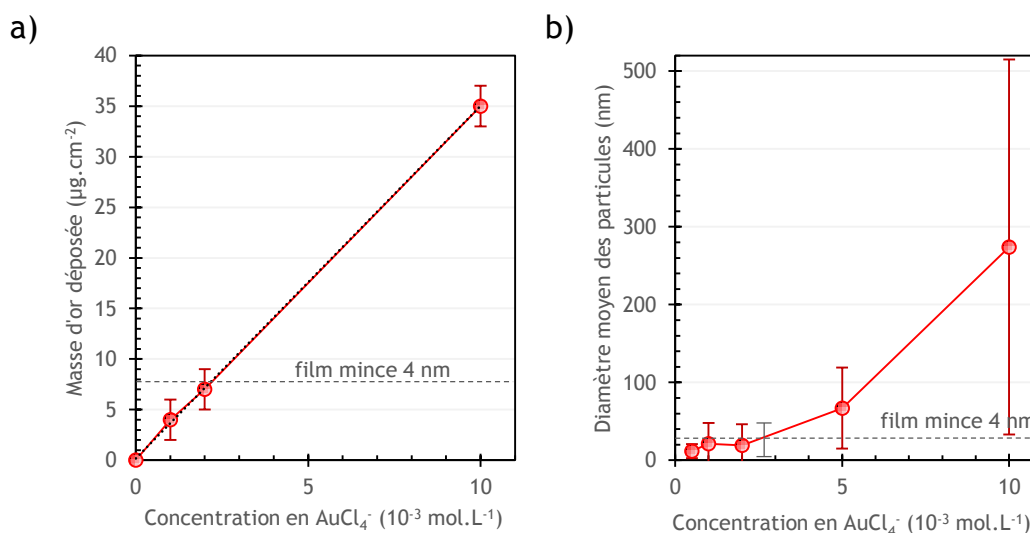 a)
Masse d'or déposée (µg.cm⁻²)
40
35
30
25
20
15
10
5
0
film mince 4 nm
0 5 10
Concentration en AuCl₄⁻ (10⁻³ mol.L⁻¹)
b)
Diamètre moyen des particules (nm)
500
400
300
200
100
0
film mince 4 nm
0 5 10
Concentration en AuCl₄⁻ (10⁻³ mol.L⁻¹)